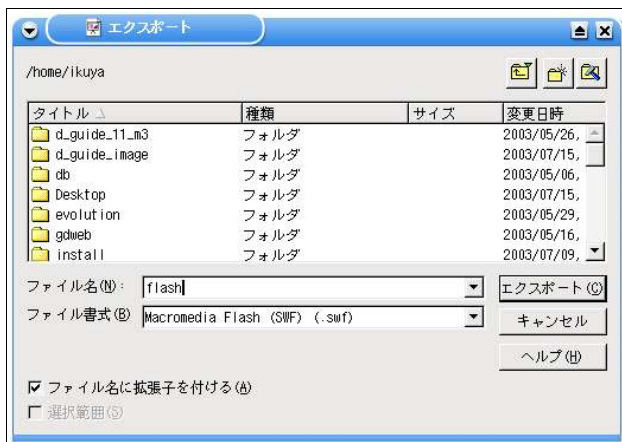 エクスポート
/home/ikuya
タイトル 種類 サイズ 変更日時
d_guide_11_m3 フォルダ 2003/05/26,
d_guide_image フォルダ 2003/07/15,
db フォルダ 2003/05/06,
Desktop フォルダ 2003/07/15,
evolution フォルダ 2003/05/29,
gdweb フォルダ 2003/05/16,
install フォルダ 2003/07/09,
ファイル名(N): flash エクスポート(C)
ファイル書式(B) Macromedia Flash (SWF) (.swf) キャンセル
ヘルプ(H)
ファイル名に拡張子を付ける(A)
選択範囲(S)